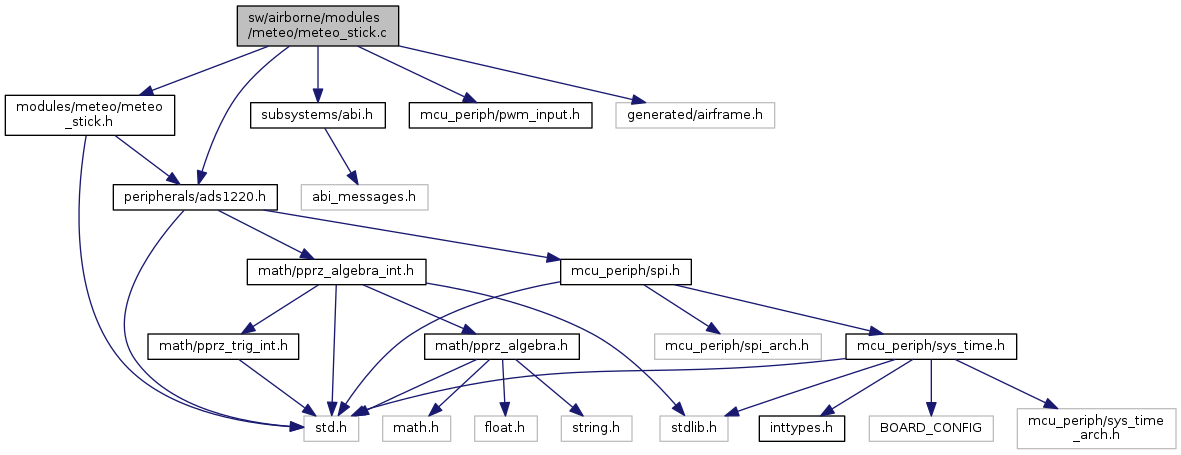 sw/airborne/modules
/meteo/meteo_stick.c
modules/meteo/meteo
_stick.h
subsystems/abi.h
mcu_periph/pwm_input.h
generated/airframe.h
peripherals/ads1220.h
abi_messages.h
math/pprz_algebra_int.h
mcu_periph/spi.h
math/pprz_trig_int.h
math/pprz_algebra.h
mcu_periph/spi_arch.h
mcu_periph/sys_time.h
std.h
math.h
float.h
string.h
stdlib.h
inttypes.h
BOARD_CONFIG
mcu_periph/sys_time
_arch.h